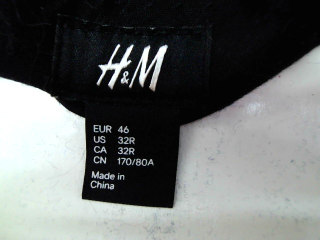 H&M
EUR 46
US 32R
CA 32R
CN 170/80A
Made in
China